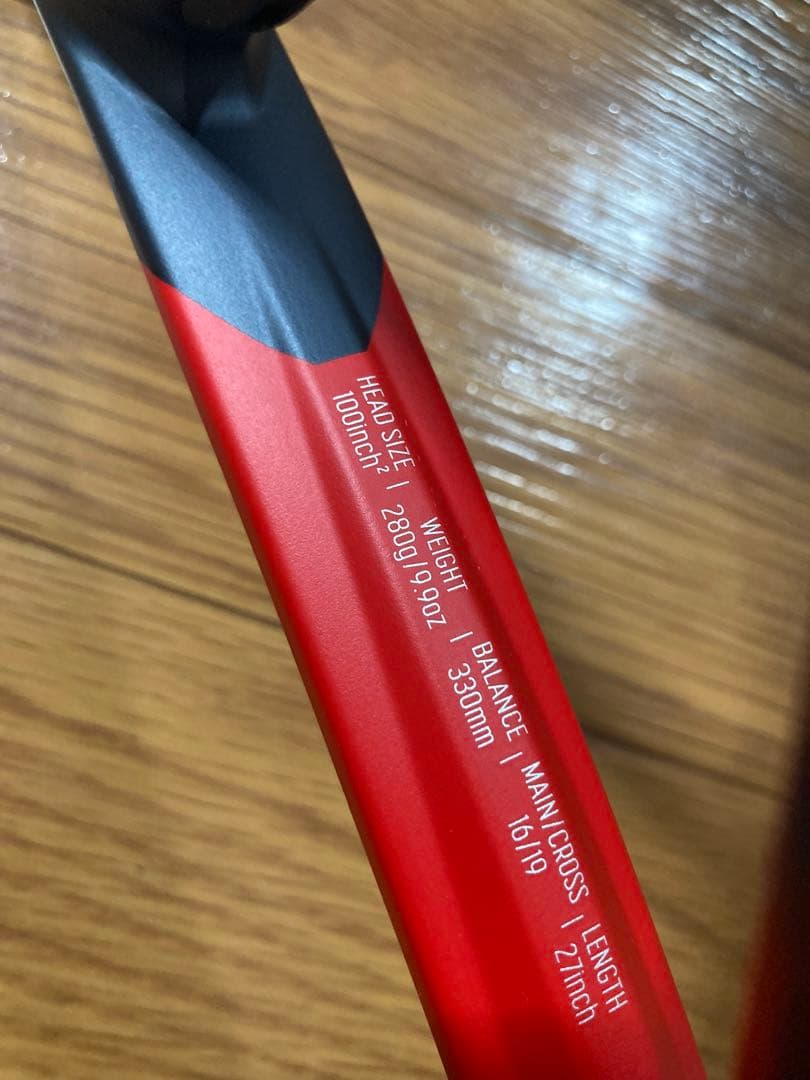 HEAD SIZE | WEIGHT | BALANCE | MAIN/CROSS | LENGTH
100inch² | 280g/9.9oz | 330mm | 16/19 | 27inch